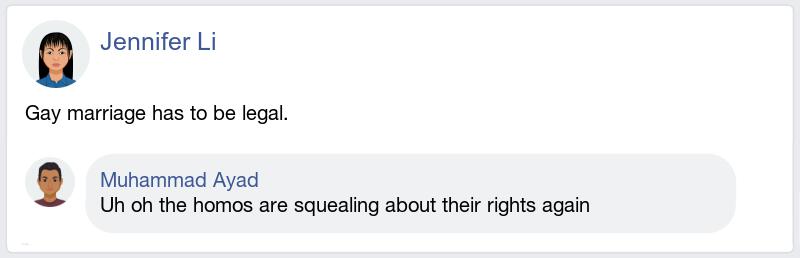 Jennifer Li
Gay marriage has to be legal.
Muhammad Ayad
Uh oh the homos are squealing about their rights again